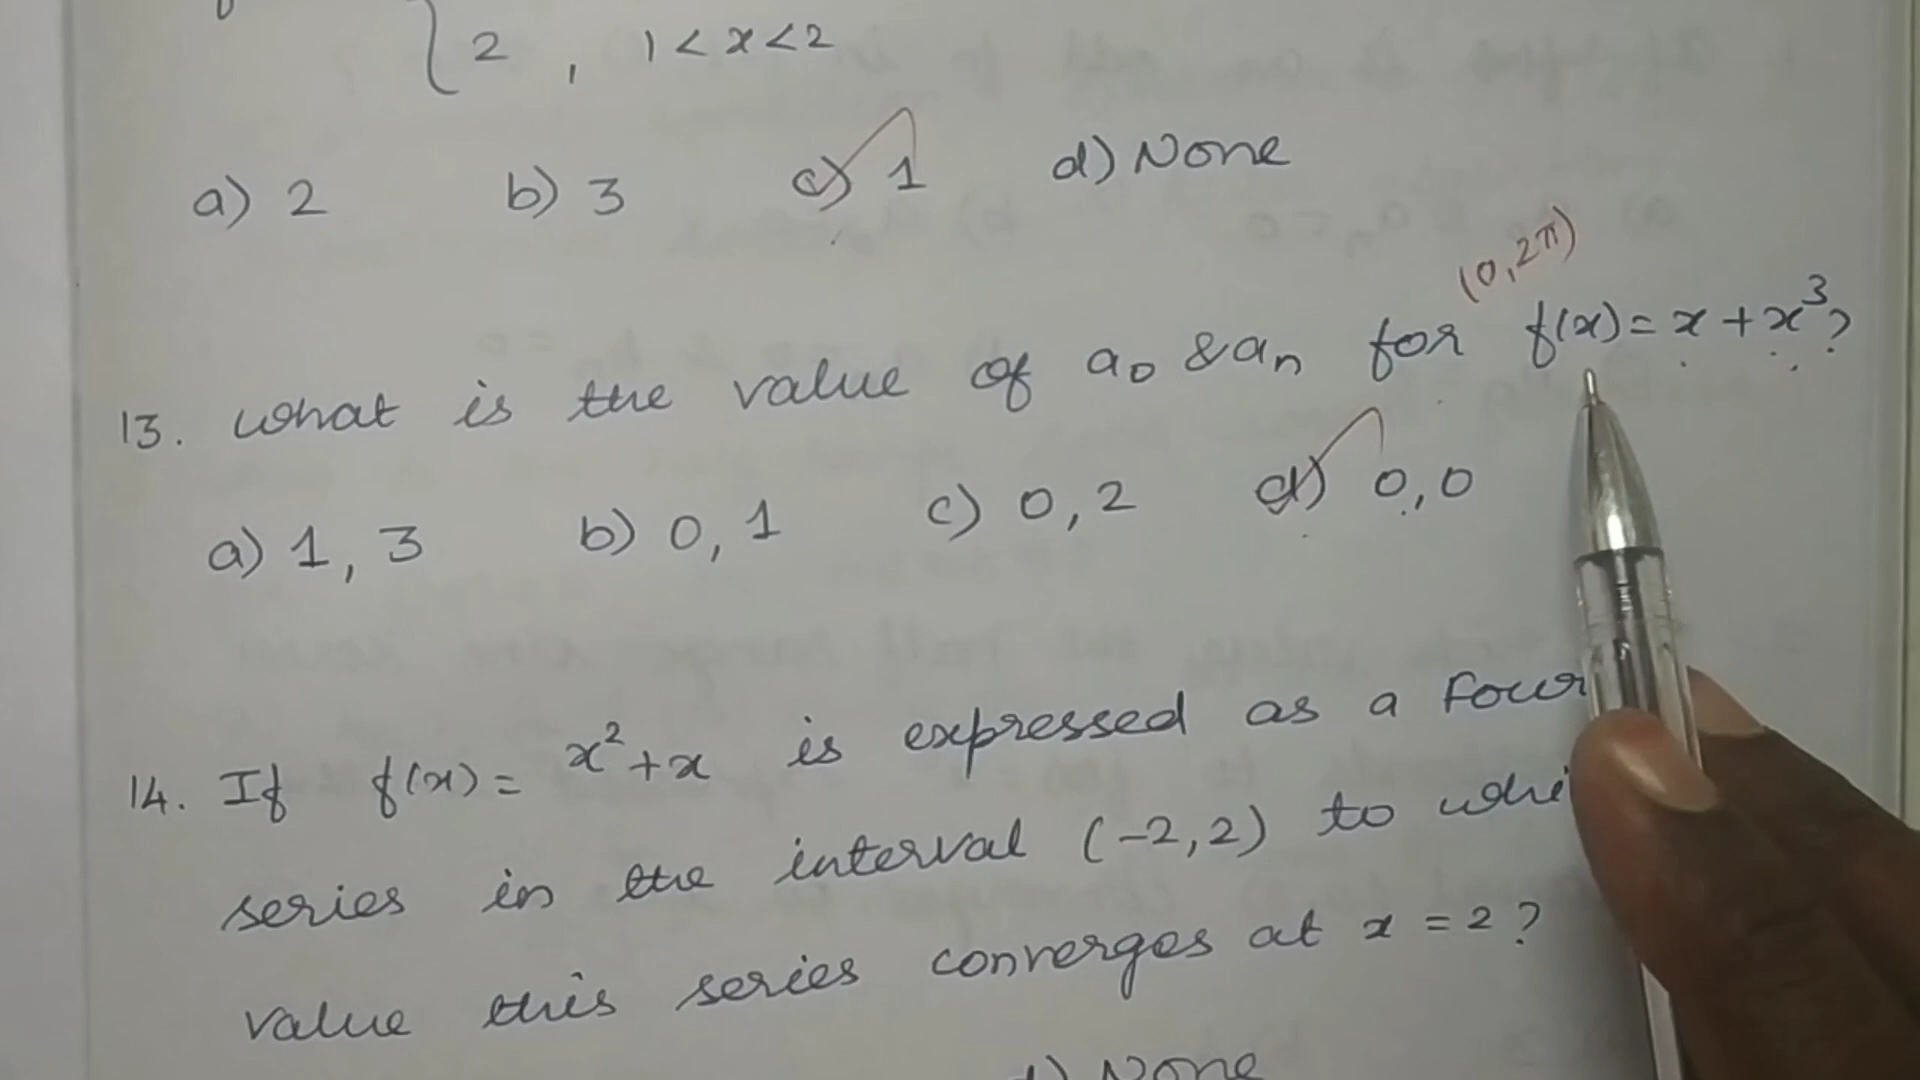 2 , 1 < x < 2
a) 2 b) 3 c) 1 d) None
(0, 2π)
13. what is the value of a₀ & aₙ for f(x) = x + x³?
a) 1, 3 b) 0, 1 c) 0, 2 d) 0, 0
14. If f(x) = x² + x is expressed as a
series in the interval (-2, 2) to
value this series converges at x = 2?
d) None